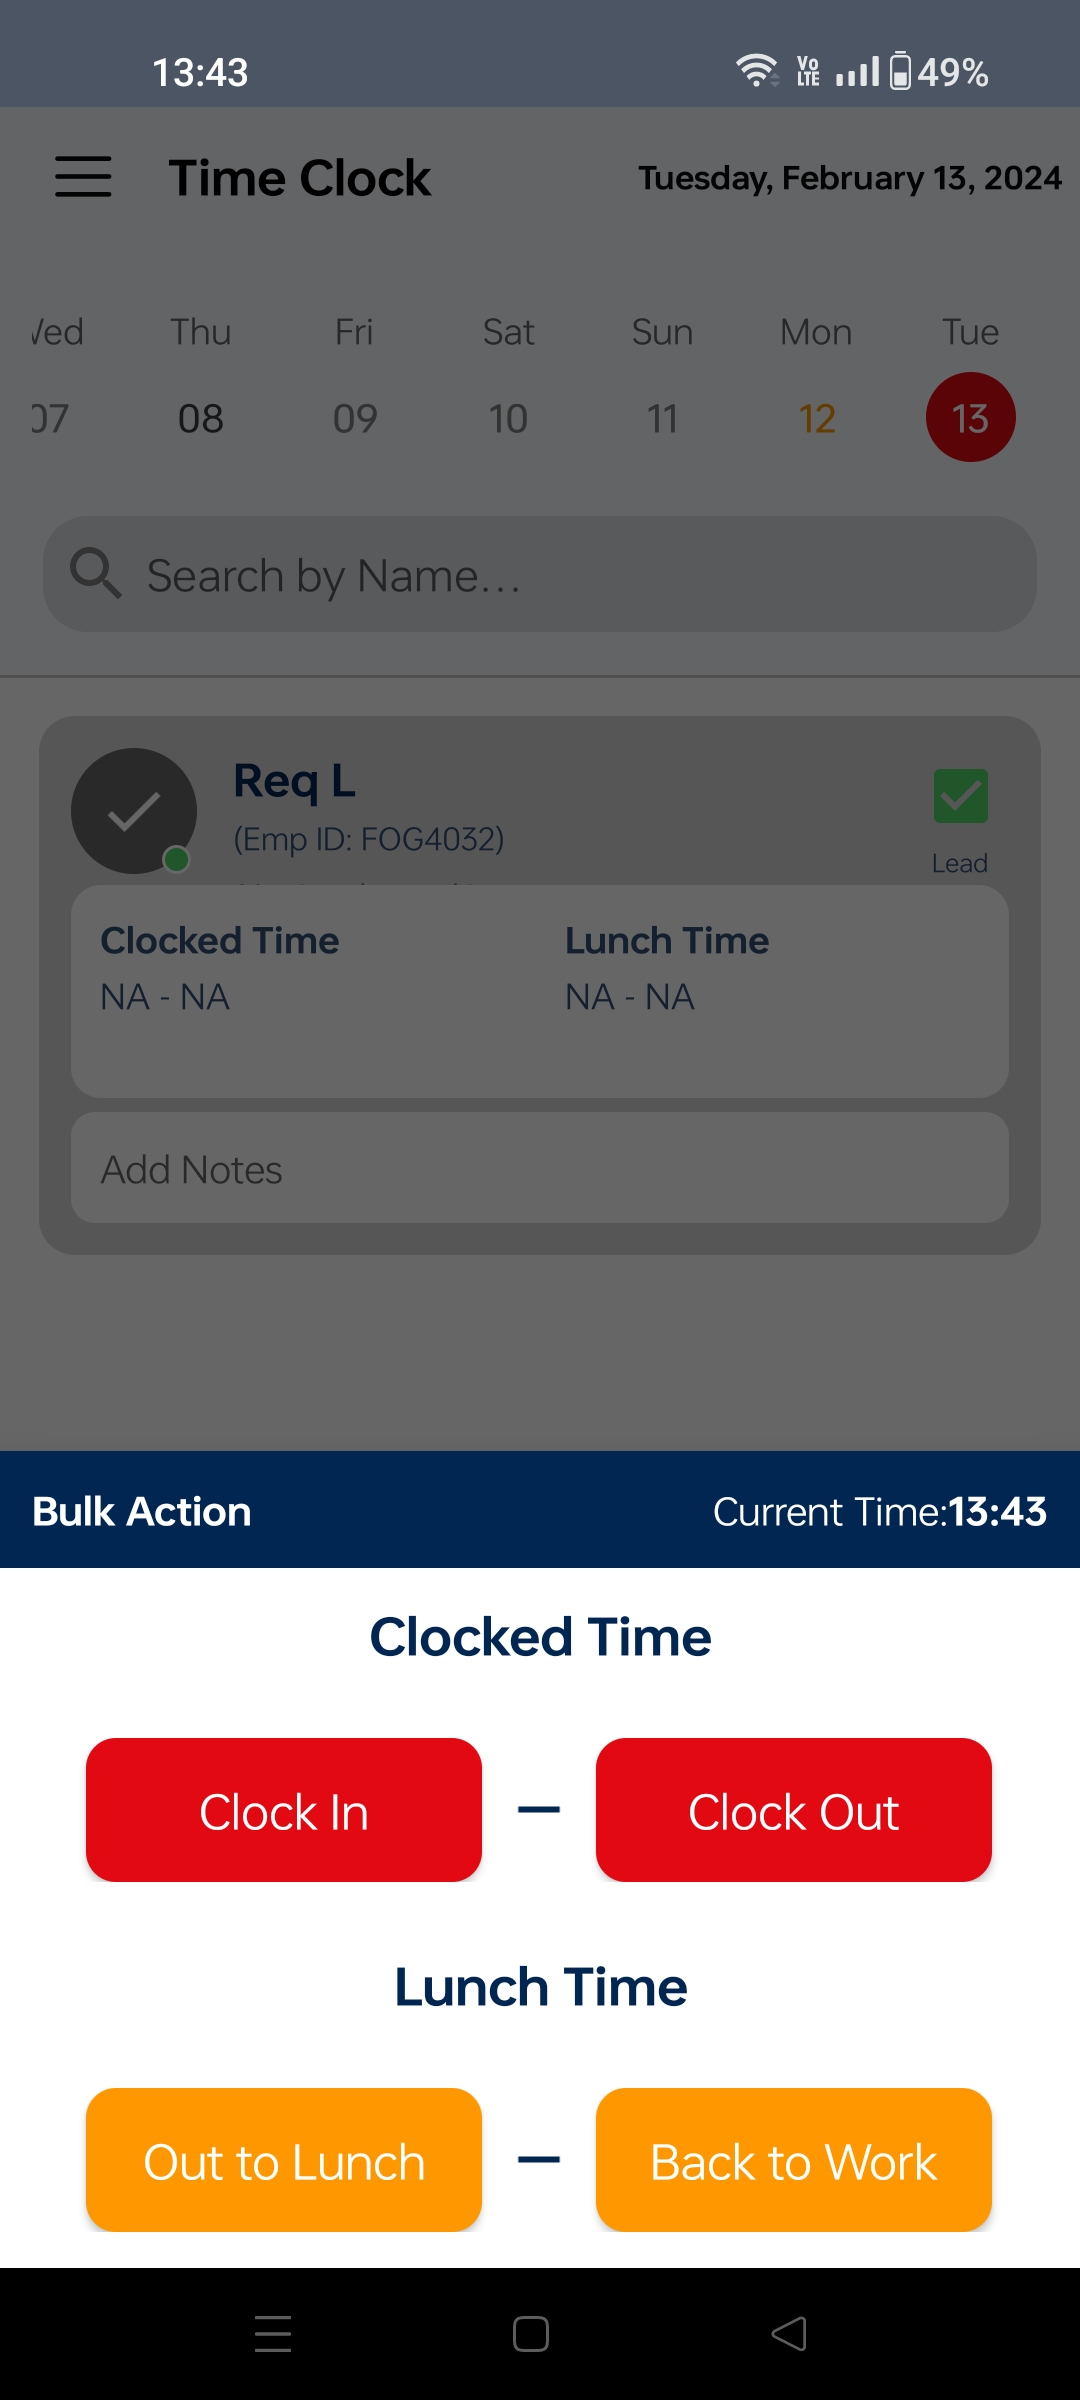 13:43
Vo LTE
49%
Time Clock
Tuesday, February 13, 2024
Wed Thu Fri Sat Sun Mon Tue
07 08 09 10 11 12 13
Search by Name...
Req L
(Emp ID: FOG4032)
Lead
Clocked Time Lunch Time
NA - NA NA - NA
Add Notes
Bulk Action
Current Time:13:43
Clocked Time
Clock In — Clock Out
Lunch Time
Out to Lunch — Back to Work